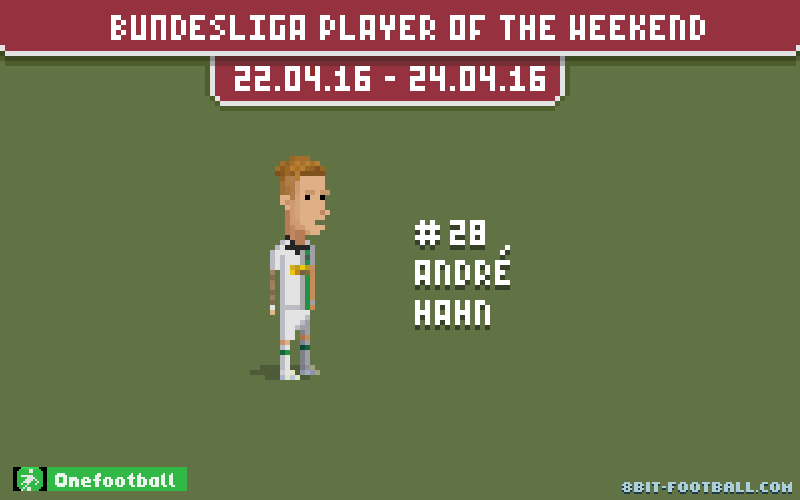 BUNDESLIGA PLAYER OF THE WEEKEND
22.04.16 - 24.04.16
# 28
ANDRÉ
HAHN
Onefootball
8BIT-FOOTBALL.COM